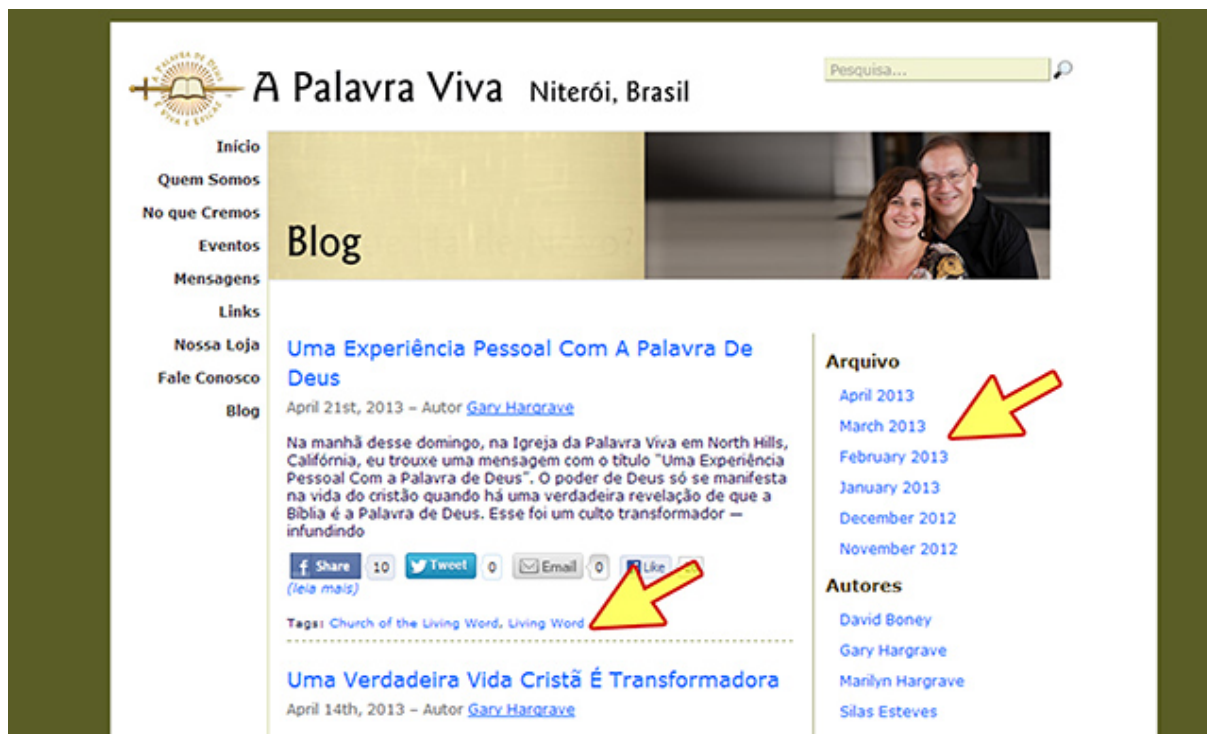 A Palavra Viva Niterói, Brasil
Pesquisa...
Início
Quem Somos
No que Cremos
Eventos
Mensagens
Links
Nossa Loja
Fale Conosco
Blog
Blog
Uma Experiência Pessoal Com A Palavra De
Deus
April 21st, 2013 – Autor Gary Hargrave
Na manhã desse domingo, na Igreja da Palavra Viva em North Hills,
Califórnia, eu trouxe uma mensagem com o título "Uma Experiência
Pessoal Com a Palavra de Deus". O poder de Deus só se manifesta
na vida do cristão quando há uma verdadeira revelação de que a
Bíblia é a Palavra de Deus. Esse foi um culto transformador —
infundindo
Share 10 Tweet 0 Email 0 Like
(leia mais)
Tags: Church of the Living Word, Living Word
Uma Verdadeira Vida Cristã É Transformadora
April 14th, 2013 – Autor Gary Hargrave
Arquivo
April 2013
March 2013
February 2013
January 2013
December 2012
November 2012
Autores
David Boney
Gary Hargrave
Marilyn Hargrave
Silas Esteves